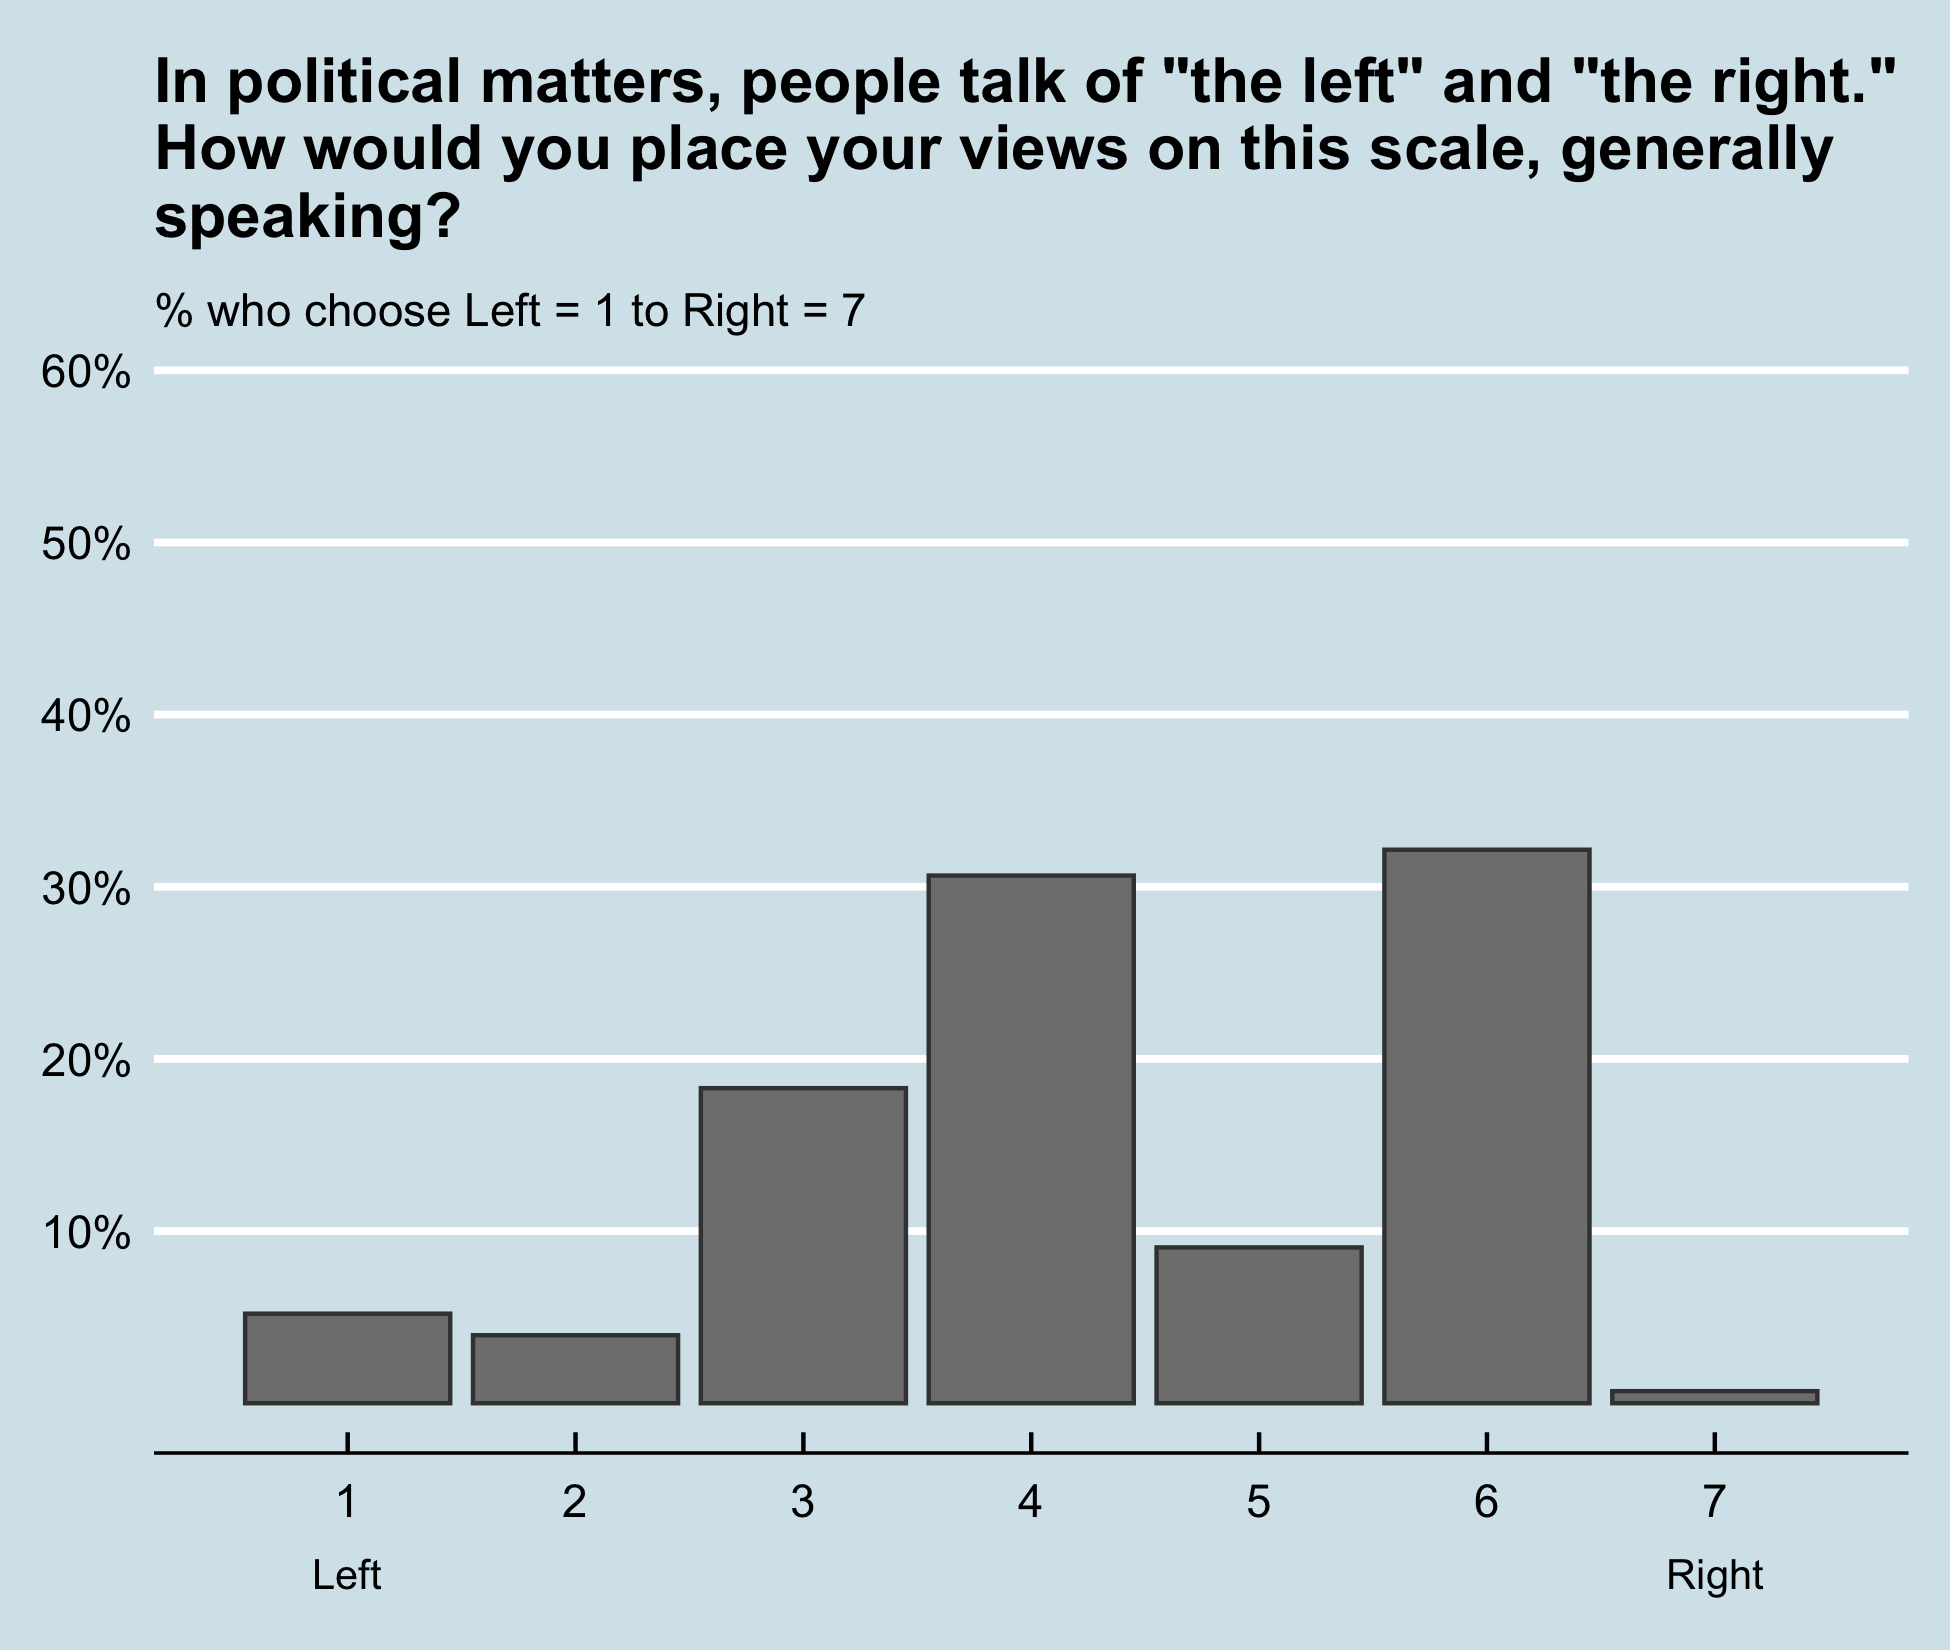 In political matters, people talk of "the left" and "the right."
How would you place your views on this scale, generally
speaking?
% who choose Left = 1 to Right = 7
60%
50%
40%
30%
20%
10%
1 2 3 4 5 6 7
Left Right